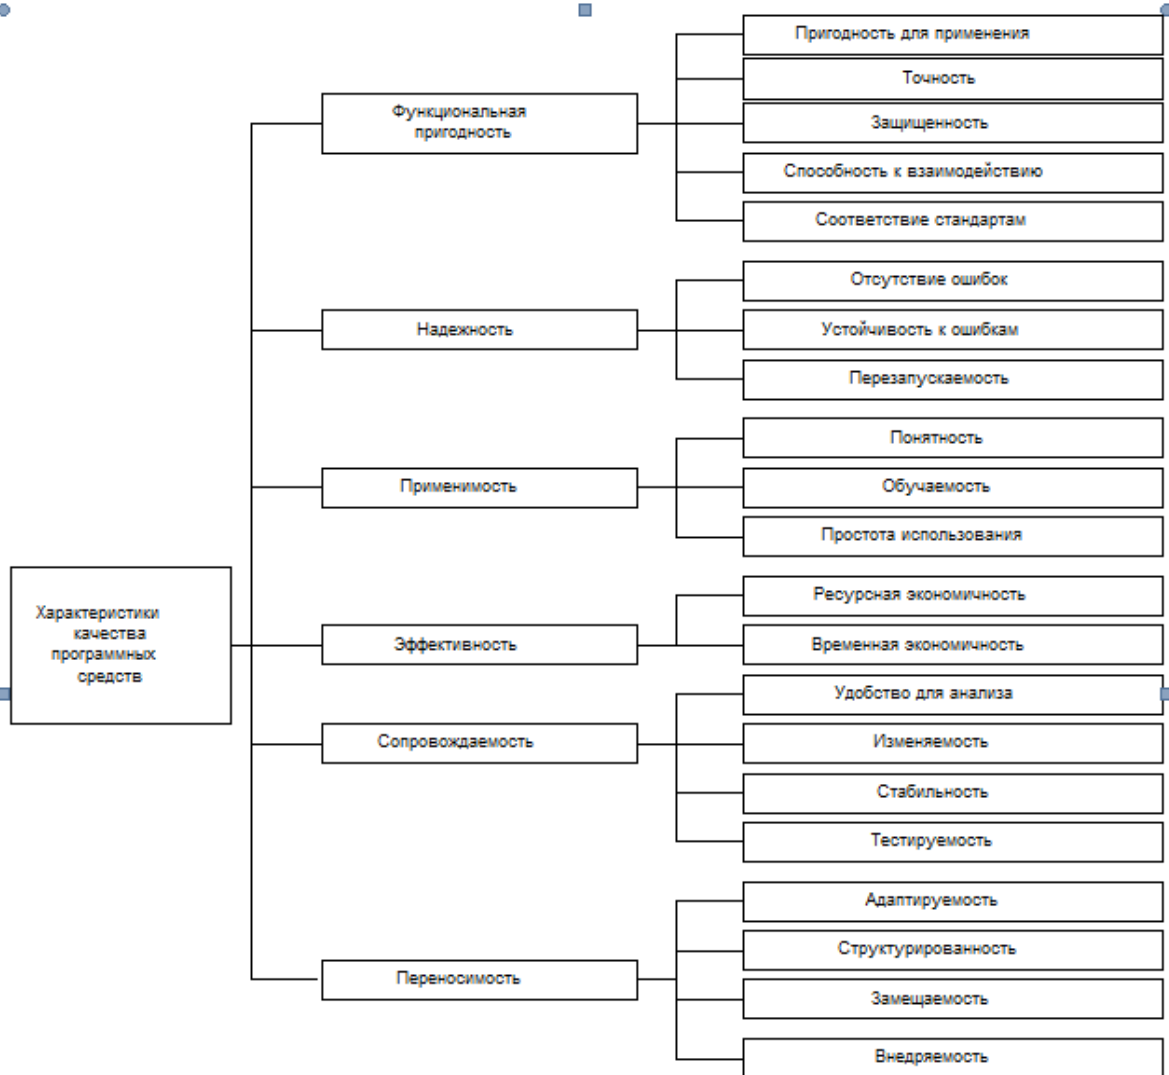 Характеристики
качества
программных
средств
Функциональная
пригодность
Пригодность для применения
Точность
Защищенность
Способность к взаимодействию
Соответствие стандартам
Надежность
Отсутствие ошибок
Устойчивость к ошибкам
Перезапускаемость
Применимость
Понятность
Обучаемость
Простота использования
Эффективность
Ресурсная экономичность
Временная экономичность
Сопровождаемость
Удобство для анализа
Изменяемость
Стабильность
Тестируемость
Переносимость
Адаптируемость
Структурированность
Замещаемость
Внедряемость